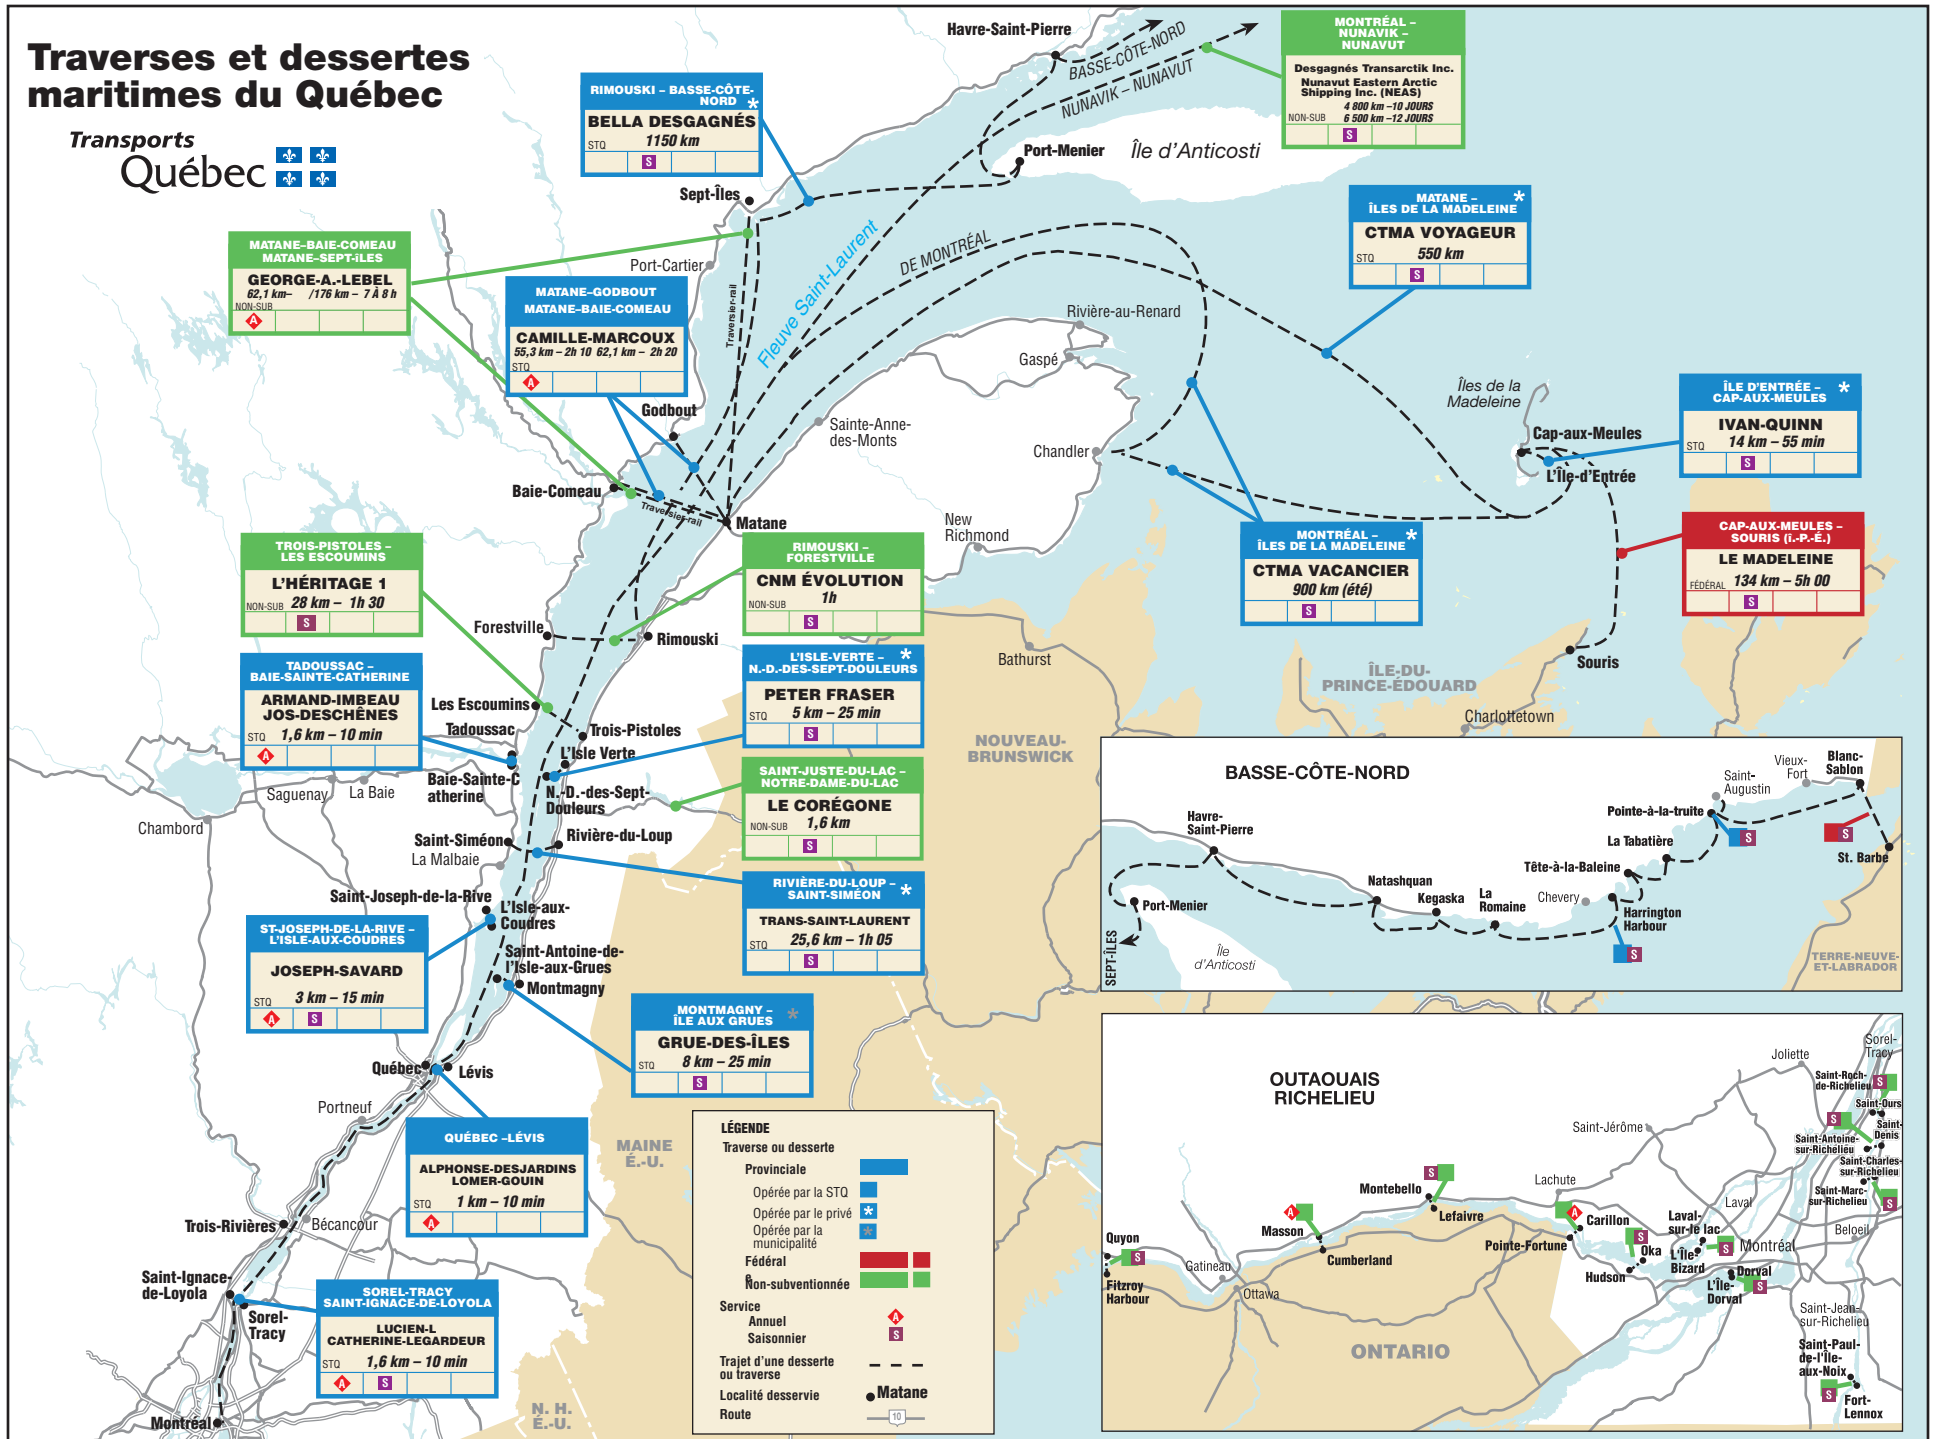 Traverses et dessertes
maritimes du Québec
Transports
Québec
Havre-Saint-Pierre
BASSE-CÔTE-NORD
NUNAVIK – NUNAVUT
MONTRÉAL –
NUNAVIK –
NUNAVUT
Desgagnés Transarctik Inc.
Nunavut Eastern Arctic
Shipping Inc. (NEAS)
4 800 km –10 JOURS
NON-SUB 6 500 km –12 JOURS
S
RIMOUSKI – BASSE-CÔTE-
NORD *
BELLA DESGAGNÉS
STQ 1150 km
S
Port-Menier
Île d'Anticosti
Sept-Îles
MATANE –
ÎLES DE LA MADELEINE *
CTMA VOYAGEUR
STQ 550 km
S
MATANE–BAIE-COMEAU
MATANE–SEPT-îLES
GEORGE-A.-LEBEL
62,1 km– /176 km – 7 À 8 h
NON-SUB
A
Port-Cartier
Traversier-rail
Fleuve Saint-Laurent
DE MONTRÉAL
MATANE–GODBOUT
MATANE–BAIE-COMEAU
CAMILLE-MARCOUX
55,3 km – 2h 10 62,1 km – 2h 20
STQ
A
Rivière-au-Renard
Gaspé
Îles de la
Madeleine
ÎLE D'ENTRÉE –
CAP-AUX-MEULES *
IVAN-QUINN
STQ 14 km – 55 min
S
Godbout
Sainte-Anne-
des-Monts
Chandler
Cap-aux-Meules
L'Île-d'Entrée
Baie-Comeau
Traversier-rail
Matane
New
Richmond
MONTRÉAL –
ÎLES DE LA MADELEINE *
CTMA VACANCIER
900 km (été)
S
CAP-AUX-MEULES –
SOURIS (î.-P.-É.)
LE MADELEINE
FÉDÉRAL 134 km – 5h 00
S
TROIS-PISTOLES –
LES ESCOUMINS
L'HÉRITAGE 1
NON-SUB 28 km – 1h 30
S
RIMOUSKI –
FORESTVILLE
CNM ÉVOLUTION
1h
NON-SUB
S
Forestville
Rimouski
Bathurst
ÎLE-DU-
PRINCE-ÉDOUARD
Souris
Charlottetown
TADOUSSAC –
BAIE-SAINTE-CATHERINE
ARMAND-IMBEAU
JOS-DESCHÊNES
STQ 1,6 km – 10 min
A
L'ISLE-VERTE –
N.-D.-DES-SEPT-DOULEURS *
PETER FRASER
STQ 5 km – 25 min
S
Les Escoumins
Tadoussac
Trois-Pistoles
L'Isle Verte
Baie-Sainte-C
atherine
N.-D.-des-Sept-
Douleurs
NOUVEAU-
BRUNSWICK
SAINT-JUSTE-DU-LAC –
NOTRE-DAME-DU-LAC
LE CORÉGONE
NON-SUB 1,6 km
S
Saguenay
La Baie
Chambord
Saint-Siméon
La Malbaie
Rivière-du-Loup
RIVIÈRE-DU-LOUP –
SAINT-SIMÉON *
TRANS-SAINT-LAURENT
STQ 25,6 km – 1h 05
S
Saint-Joseph-de-la-Rive
L'Isle-aux-
Coudres
ST-JOSEPH-DE-LA-RIVE –
L'ISLE-AUX-COUDRES
JOSEPH-SAVARD
STQ 3 km – 15 min
A S
Saint-Antoine-de-
l'Isle-aux-Grues
Montmagny
MONTMAGNY –
ÎLE AUX GRUES *
GRUE-DES-ÎLES
STQ 8 km – 25 min
S
Québec
Lévis
Portneuf
QUÉBEC –LÉVIS
ALPHONSE-DESJARDINS
LOMER-GOUIN
STQ 1 km – 10 min
A
MAINE
É.-U.
Trois-Rivières
Bécancour
Saint-Ignace-
de-Loyola
Sorel-
Tracy
SOREL-TRACY
SAINT-IGNACE-DE-LOYOLA
LUCIEN-L
CATHERINE-LEGARDEUR
STQ 1,6 km – 10 min
A S
Montréal
N. H.
É.-U.
LÉGENDE
Traverse ou desserte
Provinciale
Opérée par la STQ
Opérée par le privé *
Opérée par la
municipalité *
Fédéral
e
Non-subventionnée
Service
Annuel A
Saisonnier S
Trajet d'une desserte
ou traverse
Localité desservie Matane
Route 10
BASSE-CÔTE-NORD
Havre-
Saint-Pierre
Port-Menier
SEPT-ÎLES
Île
d'Anticosti
Natashquan
Kegaska
La
Romaine
Chevery
Harrington
Harbour
S
Tête-à-la-Baleine
La Tabatière
Pointe-à-la-truite
S
Saint-
Augustin
Vieux-
Fort
Blanc-
Sablon
S
St. Barbe
TERRE-NEUVE-
ET-LABRADOR
OUTAOUAIS
RICHELIEU
Quyon
S
Fitzroy
Harbour
Gatineau
Ottawa
A
Masson
Cumberland
S
Montebello
Lefaivre
Saint-Jérôme
Lachute
A
Carillon
Pointe-Fortune
S
Oka
Hudson
Laval-
sur-le lac
S
L'Île-
Bizard
Montréal
Dorval
L'Île-
Dorval
S
Laval
Joliette
Sorel-
Tracy
Saint-Roch-
de-Richelieu
S
Saint-Ours
S
Saint-
Denis
Saint-Antoine-
sur-Richelieu
Saint-Charles-
sur-Richelieu
Saint-Marc-
sur-Richelieu
S
Beloeil
Saint-Jean-
sur-Richelieu
Saint-Paul-
de-l'Île-
aux-Noix
S
Fort-
Lennox
ONTARIO